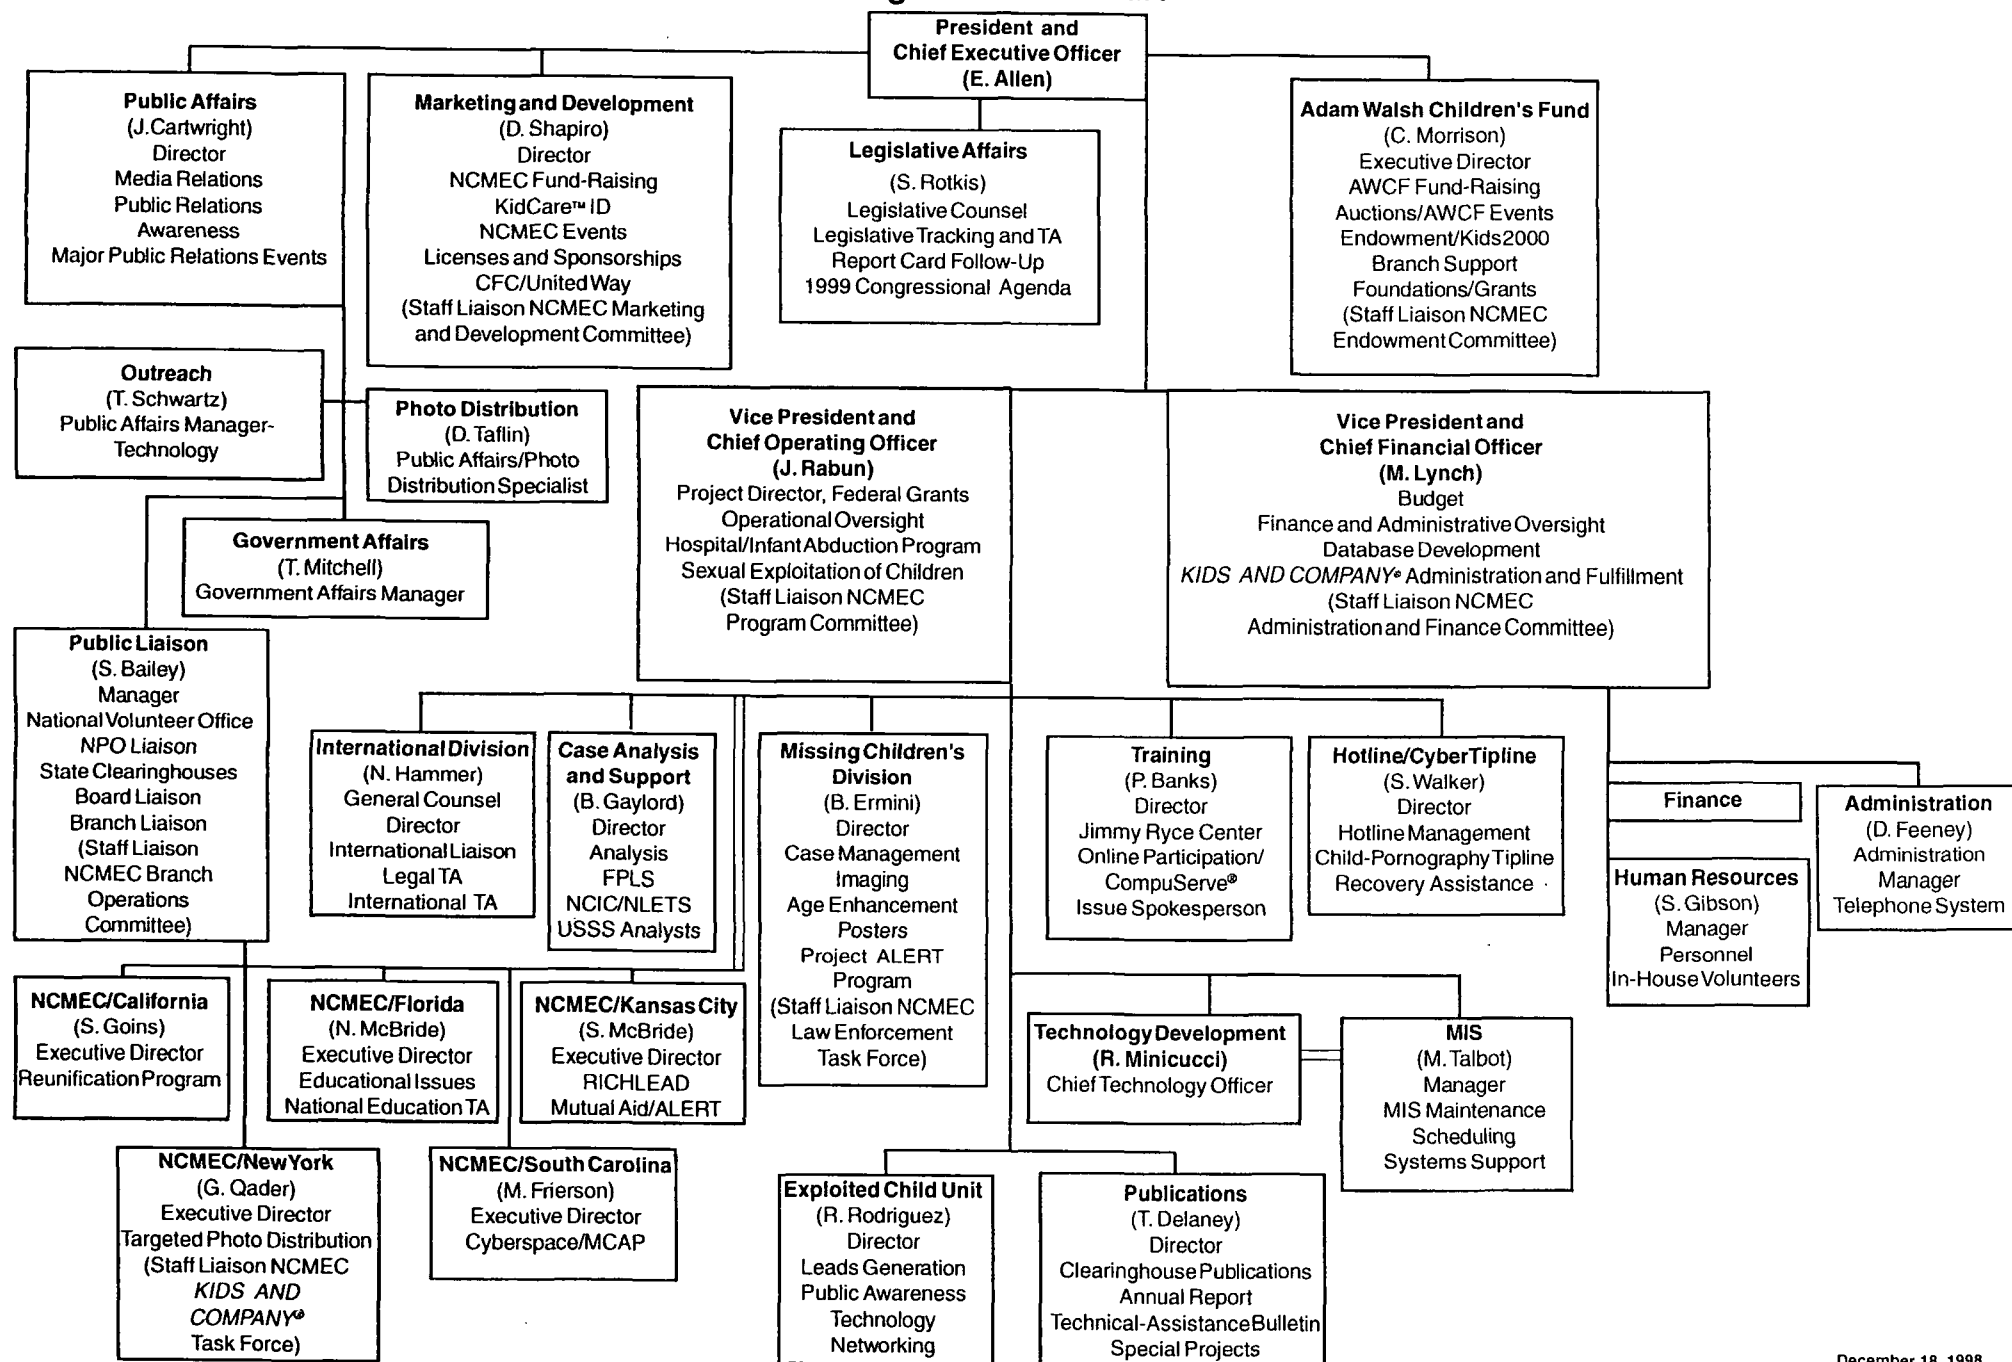 President and
Chief Executive Officer
(E. Allen)
Public Affairs
(J. Cartwright)
Director
Media Relations
Public Relations
Awareness
Major Public Relations Events
Marketing and Development
(D. Shapiro)
Director
NCMEC Fund-Raising
KidCare™ ID
NCMEC Events
Licenses and Sponsorships
CFC/United Way
(Staff Liaison NCMEC Marketing
and Development Committee)
Legislative Affairs
(S. Rotkis)
Legislative Counsel
Legislative Tracking and TA
Report Card Follow-Up
1999 Congressional Agenda
Adam Walsh Children's Fund
(C. Morrison)
Executive Director
AWCF Fund-Raising
Auctions/AWCF Events
Endowment/Kids2000
Branch Support
Foundations/Grants
(Staff Liaison NCMEC
Endowment Committee)
Outreach
(T. Schwartz)
Public Affairs Manager-
Technology
Photo Distribution
(D. Taflin)
Public Affairs/Photo
Distribution Specialist
Government Affairs
(T. Mitchell)
Government Affairs Manager
Vice President and
Chief Operating Officer
(J. Rabun)
Project Director, Federal Grants
Operational Oversight
Hospital/Infant Abduction Program
Sexual Exploitation of Children
(Staff Liaison NCMEC
Program Committee)
Vice President and
Chief Financial Officer
(M. Lynch)
Budget
Finance and Administrative Oversight
Database Development
KIDS AND COMPANY® Administration and Fulfillment
(Staff Liaison NCMEC
Administration and Finance Committee)
Public Liaison
(S. Bailey)
Manager
National Volunteer Office
NPO Liaison
State Clearinghouses
Board Liaison
Branch Liaison
(Staff Liaison
NCMEC Branch
Operations
Committee)
International Division
(N. Hammer)
General Counsel
Director
International Liaison
Legal TA
International TA
Case Analysis
and Support
(B. Gaylord)
Director
Analysis
FPLS
NCIC/NLETS
USSS Analysts
Missing Children's
Division
(B. Ermini)
Director
Case Management
Imaging
Age Enhancement
Posters
Project ALERT
Program
(Staff Liaison NCMEC
Law Enforcement
Task Force)
Training
(P. Banks)
Director
Jimmy Ryce Center
Online Participation/
CompuServe®
Issue Spokesperson
Hotline/CyberTipline
(S. Walker)
Director
Hotline Management
Child-Pornography Tipline
Recovery Assistance
Finance
Administration
(D. Feeney)
Administration
Manager
Telephone System
Human Resources
(S. Gibson)
Manager
Personnel
In-House Volunteers
NCMEC/California
(S. Goins)
Executive Director
Reunification Program
NCMEC/Florida
(N. McBride)
Executive Director
Educational Issues
National Education TA
NCMEC/Kansas City
(S. McBride)
Executive Director
RICHLEAD
Mutual Aid/ALERT
Technology Development
(R. Minicucci)
Chief Technology Officer
MIS
(M. Talbot)
Manager
MIS Maintenance
Scheduling
Systems Support
NCMEC/New York
(G. Qader)
Executive Director
Targeted Photo Distribution
(Staff Liaison NCMEC
KIDS AND
COMPANY®
Task Force)
NCMEC/South Carolina
(M. Frierson)
Executive Director
Cyberspace/MCAP
Exploited Child Unit
(R. Rodriguez)
Director
Leads Generation
Public Awareness
Technology
Networking
Publications
(T. Delaney)
Director
Clearinghouse Publications
Annual Report
Technical-Assistance Bulletin
Special Projects
December 18, 1998